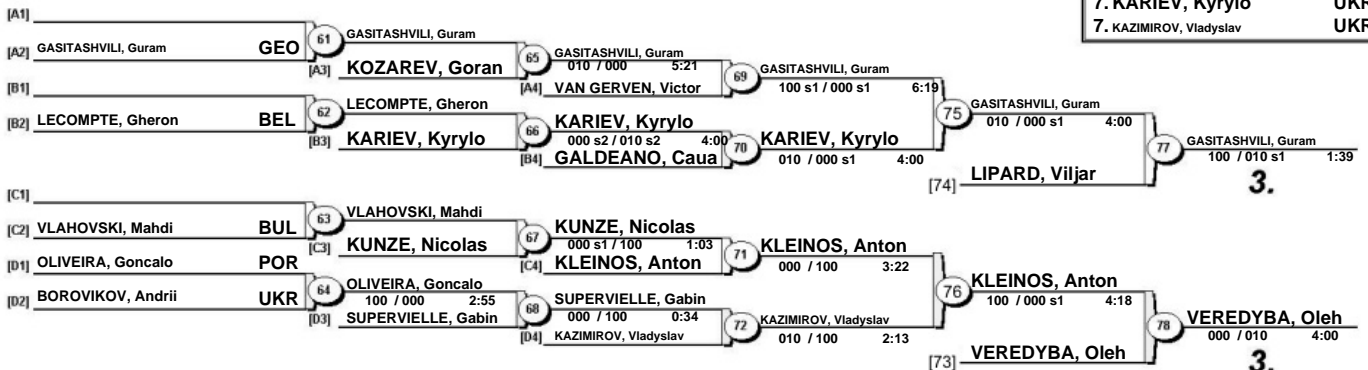 7. KARIEV, Kyrylo UKR
7. KAZIMIROV, Vladyslav UKR
[A1]
[A2] GASITASHVILI, Guram GEO
61
GASITASHVILI, Guram
[A3] KOZAREV, Goran
65
GASITASHVILI, Guram
010 / 000 5:21
[A4] VAN GERVEN, Victor
69
GASITASHVILI, Guram
100 s1 / 000 s1 6:19
[B1]
[B2] LECOMPTE, Gheron BEL
62
LECOMPTE, Gheron
[B3] KARIEV, Kyrylo
66
KARIEV, Kyrylo
000 s2 / 010 s2 4:00
[B4] GALDEANO, Caua
70
KARIEV, Kyrylo
010 / 000 s1 4:00
75
GASITASHVILI, Guram
010 / 000 s1 4:00
[74] LIPARD, Viljar
77
GASITASHVILI, Guram
100 / 010 s1 1:39
3.
[C1]
[C2] VLAHOVSKI, Mahdi BUL
63
VLAHOVSKI, Mahdi
[C3] KUNZE, Nicolas
67
KUNZE, Nicolas
000 s1 / 100 1:03
[C4] KLEINOS, Anton
71
KLEINOS, Anton
000 / 100 3:22
[D1] OLIVEIRA, Goncalo POR
[D2] BOROVIKOV, Andrii UKR
64
OLIVEIRA, Goncalo
100 / 000 2:55
[D3] SUPERVIELLE, Gabin
68
SUPERVIELLE, Gabin
000 / 100 0:34
[D4] KAZIMIROV, Vladyslav
72
KAZIMIROV, Vladyslav
010 / 100 2:13
76
KLEINOS, Anton
100 / 000 s1 4:18
[73] VEREDYBA, Oleh
78
VEREDYBA, Oleh
000 / 010 4:00
3.